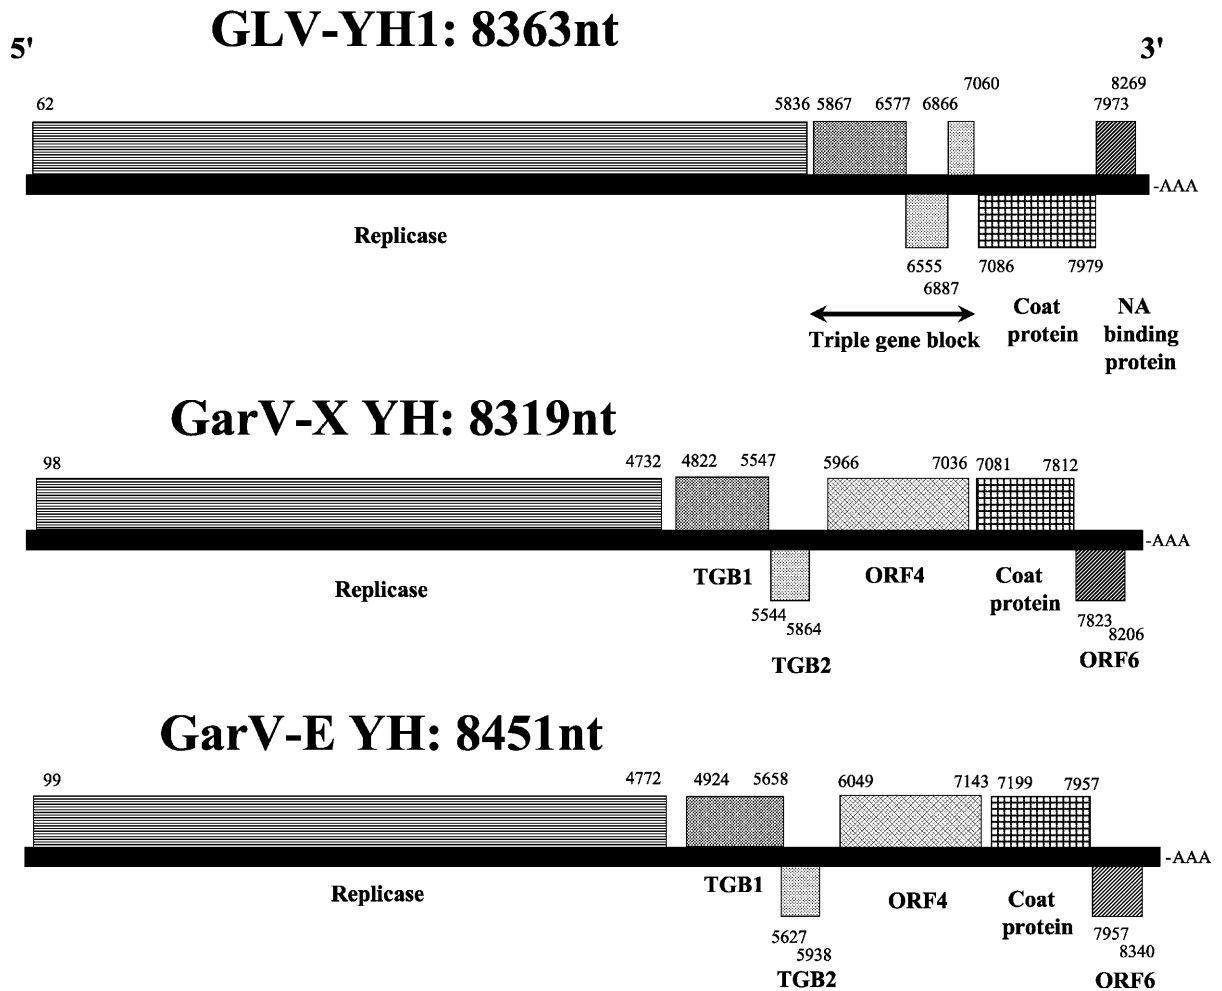 GLV-YH1: 8363nt
5' 3'
7060 8269
62 5836 5867 6577 6866 7973
-AAA
Replicase
6555 7086 7979
6887
Coat NA
protein binding
Triple gene block protein
GarV-X YH: 8319nt
98 4732 4822 5547 5966 7036 7081 7812
-AAA
Replicase TGB1 ORF4 Coat
protein
5544 7823
5864 8206
TGB2 ORF6
GarV-E YH: 8451nt
99 4772 4924 5658 6049 7143 7199 7957
-AAA
Replicase TGB1 ORF4 Coat
protein
5627 7957
5938 8340
TGB2 ORF6